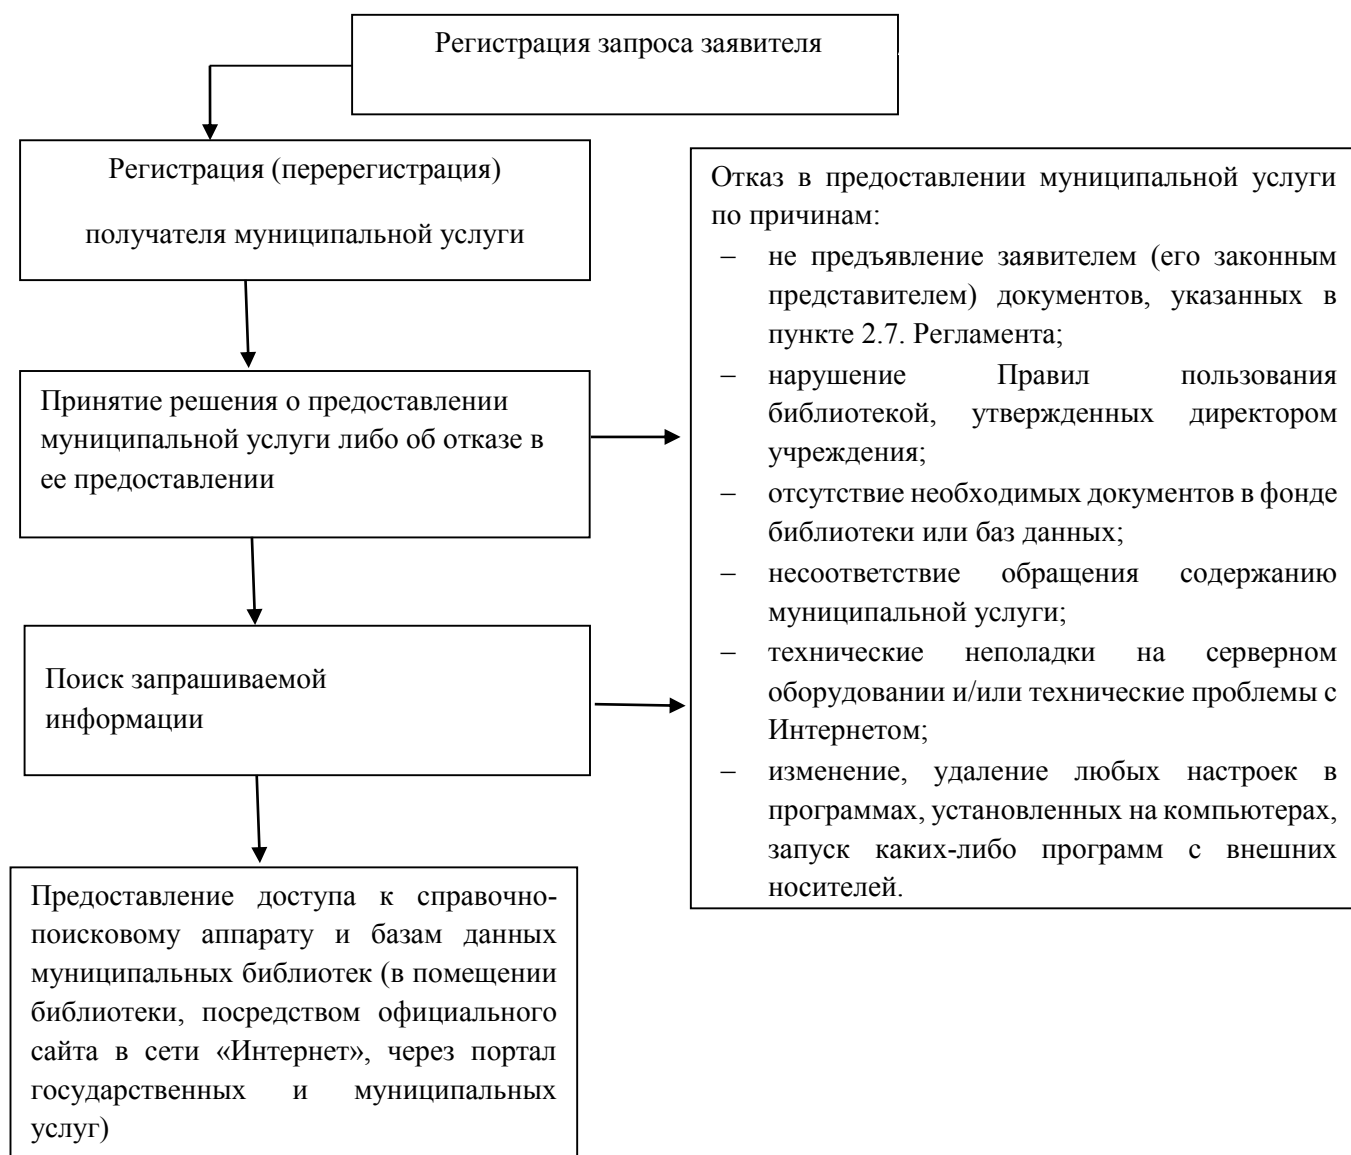 Регистрация запроса заявителя
Регистрация (перерегистрация)
получателя муниципальной услуги
Принятие решения о предоставлении
муниципальной услуги либо об отказе в
ее предоставлении
Поиск запрашиваемой
информации
Предоставление доступа к справочно-
поисковому аппарату и базам данных
муниципальных библиотек (в помещении
библиотеки, посредством официального
сайта в сети «Интернет», через портал
государственных и муниципальных
услуг)
Отказ в предоставлении муниципальной услуги
по причинам:
– не предъявление заявителем (его законным
представителем) документов, указанных в
пункте 2.7. Регламента;
– нарушение Правил пользования
библиотекой, утвержденных директором
учреждения;
– отсутствие необходимых документов в фонде
библиотеки или баз данных;
– несоответствие обращения содержанию
муниципальной услуги;
– технические неполадки на серверном
оборудовании и/или технические проблемы с
Интернетом;
– изменение, удаление любых настроек в
программах, установленных на компьютерах,
запуск каких-либо программ с внешних
носителей.